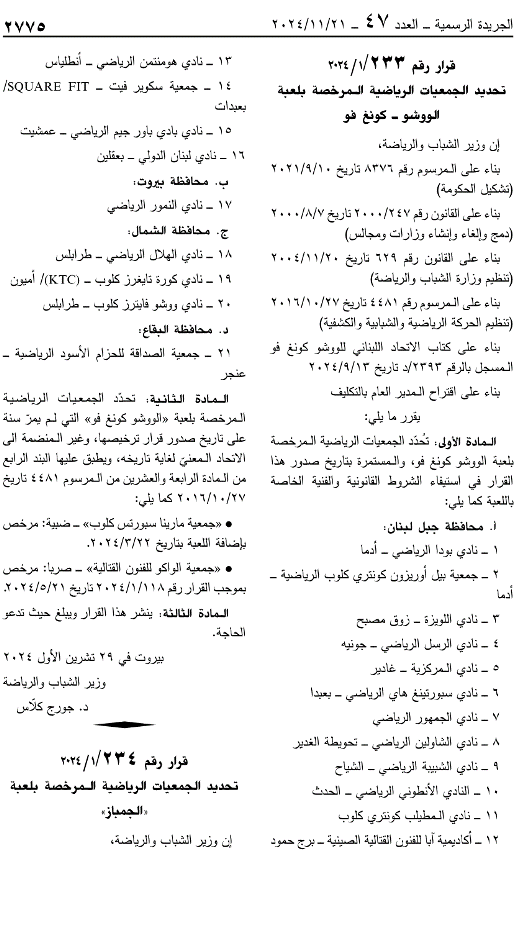 الجريدة الرسمية – العدد ٤٧ – ٢٠٢٤/١١/٢١
٢٧٧٥
قرار رقم ٢٠٢٤/١/٢٣٣
تحديد الجمعيات الرياضية المرخصة بلعبة
الووشو – كونغ فو
إن وزير الشباب والرياضة،
بناء على المرسوم رقم ٨٣٧٦ تاريخ ٢٠٢١/٩/١٠
(تشكيل الحكومة)
بناء على القانون رقم ٢٠٠٠/٢٤٧ تاريخ ٢٠٠٠/٨/٧
(دمج وإلغاء وإنشاء وزارات ومجالس)
بناء على القانون رقم ٦٢٩ تاريخ ٢٠٠٤/١١/٢٠
(تنظيم وزارة الشباب والرياضة)
بناء على المرسوم رقم ٤٤٨١ تاريخ ٢٠١٦/١٠/٢٧
(تنظيم الحركة الرياضية والشبابية والكشفية)
بناء على كتاب الاتحاد اللبناني للووشو كونغ فو
المسجل بالرقم ٢٣٩٣/د تاريخ ٢٠٢٤/٩/١٣
بناء على اقتراح المدير العام بالتكليف
يقرر ما يلي:
المادة الأولى: تُحدّد الجمعيات الرياضية المرخصة
بلعبة الووشو كونغ فو، والمستمرة بتاريخ صدور هذا
القرار في استيفاء الشروط القانونية والفنية الخاصة
باللعبة كما يلي:
أ. محافظة جبل لبنان:
١ – نادي بودا الرياضي – أدما
٢ – جمعية بيل أوريزون كونتري كلوب الرياضية –
أدما
٣ – نادي اللويزة – زوق مصبح
٤ – نادي الرسل الرياضي – جونيه
٥ – نادي المركزية – غادير
٦ – نادي سبورتينغ هاي الرياضي – بعبدا
٧ – نادي الجمهور الرياضي
٨ – نادي الشاولين الرياضي – تحويطة الغدير
٩ – نادي الشبيبة الرياضي – الشياح
١٠ – النادي الأنطوني الرياضي – الحدث
١١ – نادي المطيلب كونتري كلوب
١٢ – أكاديمية آبا للفنون القتالية الصينية – برج حمود
١٣ – نادي هومنتمن الرياضي – أنطلياس
١٤ – جمعية سكوير فيت – SQUARE FIT/
بعبدات
١٥ – نادي بادي باور جيم الرياضي – عمشيت
١٦ – نادي لبنان الدولي – بعقلين
ب. محافظة بيروت:
١٧ – نادي النمور الرياضي
ج. محافظة الشمال:
١٨ – نادي الهلال الرياضي – طرابلس
١٩ – نادي كورة تايغرز كلوب – (KTC)/ أميون
٢٠ – نادي ووشو فايترز كلوب – طرابلس
د. محافظة البقاع:
٢١ – جمعية الصداقة للحزام الأسود الرياضية –
عنجر
المادة الثانية: تحدّد الجمعيات الرياضية
المرخصة بلعبة «الووشو كونغ فو» التي لم يمرّ سنة
على تاريخ صدور قرار ترخيصها، وغير المنضمة الى
الاتحاد المعنيّ لغاية تاريخه، ويطبق عليها البند الرابع
من المادة الرابعة والعشرين من المرسوم ٤٤٨١ تاريخ
٢٠١٦/١٠/٢٧ كما يلي:
● «جمعية مارينا سبورتس كلوب» – ضبية: مرخص
بإضافة اللعبة بتاريخ ٢٠٢٤/٣/٢٢.
● «جمعية الواكو للفنون القتالية» – صربا: مرخص
بموجب القرار رقم ٢٠٢٤/١/١١٨ تاريخ ٢٠٢٤/٥/٢١.
المادة الثالثة: ينشر هذا القرار ويبلغ حيث تدعو
الحاجة.
بيروت في ٢٩ تشرين الأول ٢٠٢٤
وزير الشباب والرياضة
د. جورج كلّاس
قرار رقم ٢٠٢٤/١/٢٣٤
تحديد الجمعيات الرياضية المرخصة بلعبة
«الجمباز»
إن وزير الشباب والرياضة،